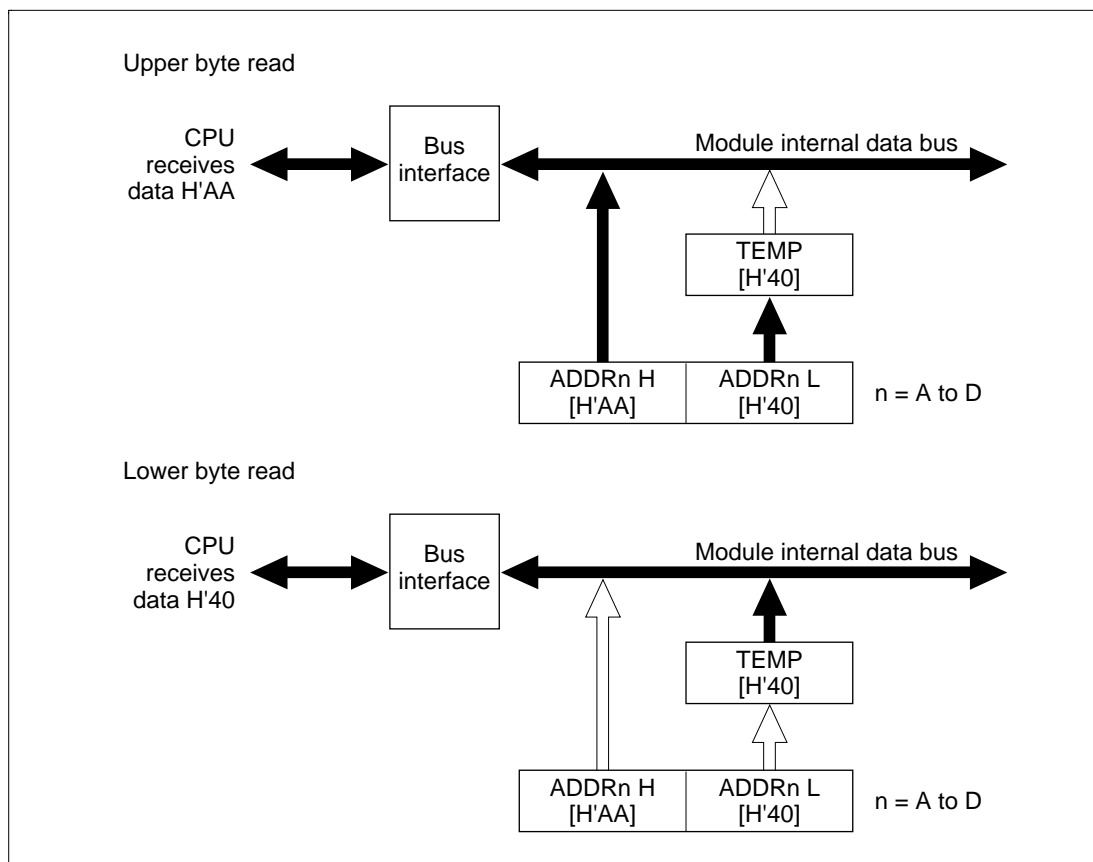 Upper byte read
CPU
receives
data H'AA
Bus
interface
Module internal data bus
TEMP
[H'40]
ADDRn H
[H'AA]
ADDRn L
[H'40]
n = A to D
Lower byte read
CPU
receives
data H'40
Bus
interface
Module internal data bus
TEMP
[H'40]
ADDRn H
[H'AA]
ADDRn L
[H'40]
n = A to D